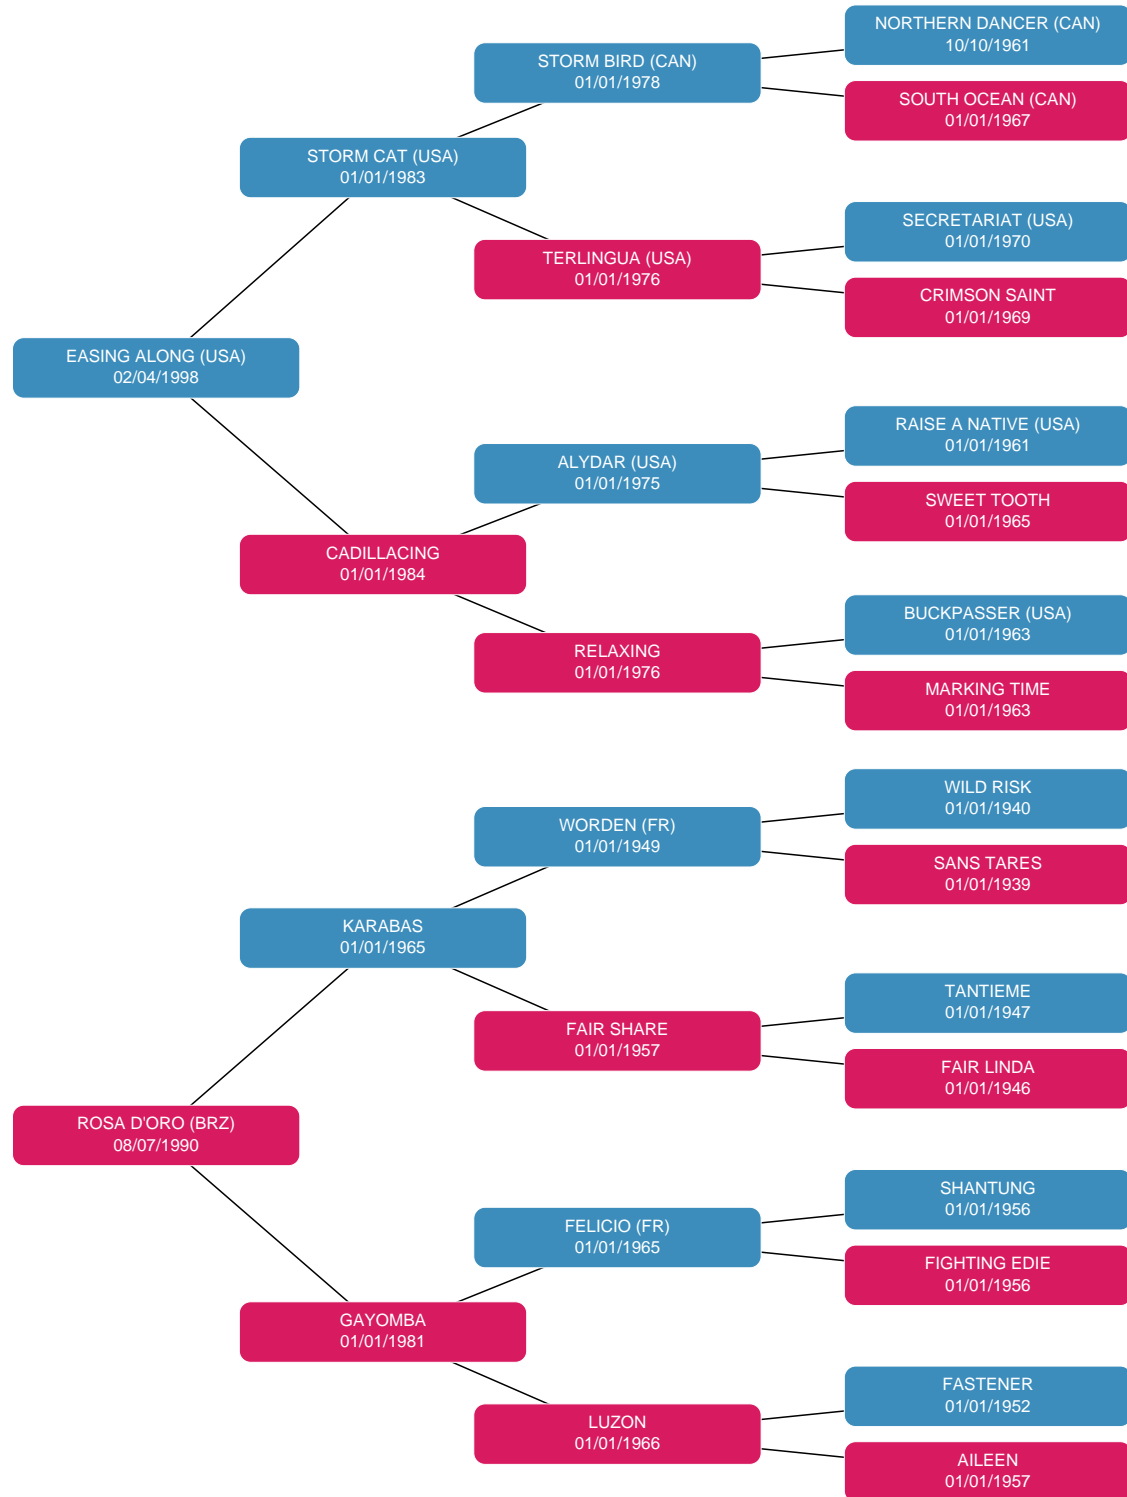 NORTHERN DANCER (CAN)
10/10/1961
STORM BIRD (CAN)
01/01/1978
SOUTH OCEAN (CAN)
01/01/1967
STORM CAT (USA)
01/01/1983
SECRETARIAT (USA)
01/01/1970
TERLINGUA (USA)
01/01/1976
CRIMSON SAINT
01/01/1969
EASING ALONG (USA)
02/04/1998
RAISE A NATIVE (USA)
01/01/1961
ALYDAR (USA)
01/01/1975
SWEET TOOTH
01/01/1965
CADILLACING
01/01/1984
BUCKPASSER (USA)
01/01/1963
RELAXING
01/01/1976
MARKING TIME
01/01/1963
WILD RISK
01/01/1940
WORDEN (FR)
01/01/1949
SANS TARES
01/01/1939
KARABAS
01/01/1965
TANTIEME
01/01/1947
FAIR SHARE
01/01/1957
FAIR LINDA
01/01/1946
ROSA D'ORO (BRZ)
08/07/1990
SHANTUNG
01/01/1956
FELICIO (FR)
01/01/1965
FIGHTING EDIE
01/01/1956
GAYOMBA
01/01/1981
FASTENER
01/01/1952
LUZON
01/01/1966
AILEEN
01/01/1957